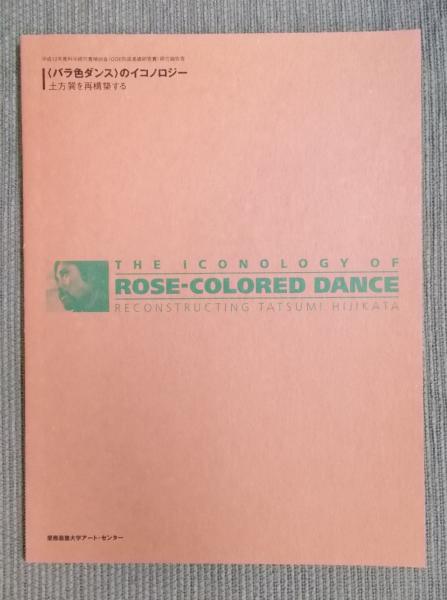 〈バラ色ダンス〉のイコノロジー
土方巽を再構築する
THE ICONOLOGY OF
ROSE-COLORED DANCE
RECONSTRUCTING TATSUMI HIJIKATA
慶應義塾大学アート・センター